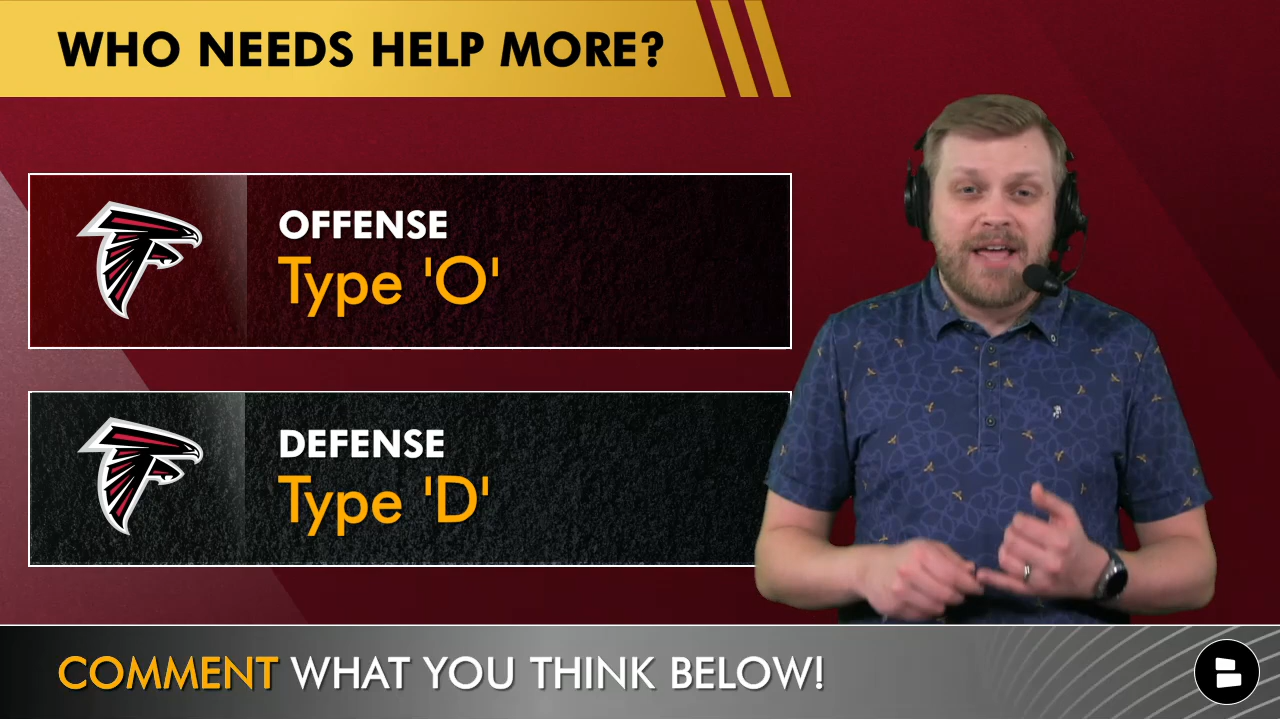 WHO NEEDS HELP MORE?
OFFENSE
Type 'O'
DEFENSE
Type 'D'
COMMENT WHAT YOU THINK BELOW!